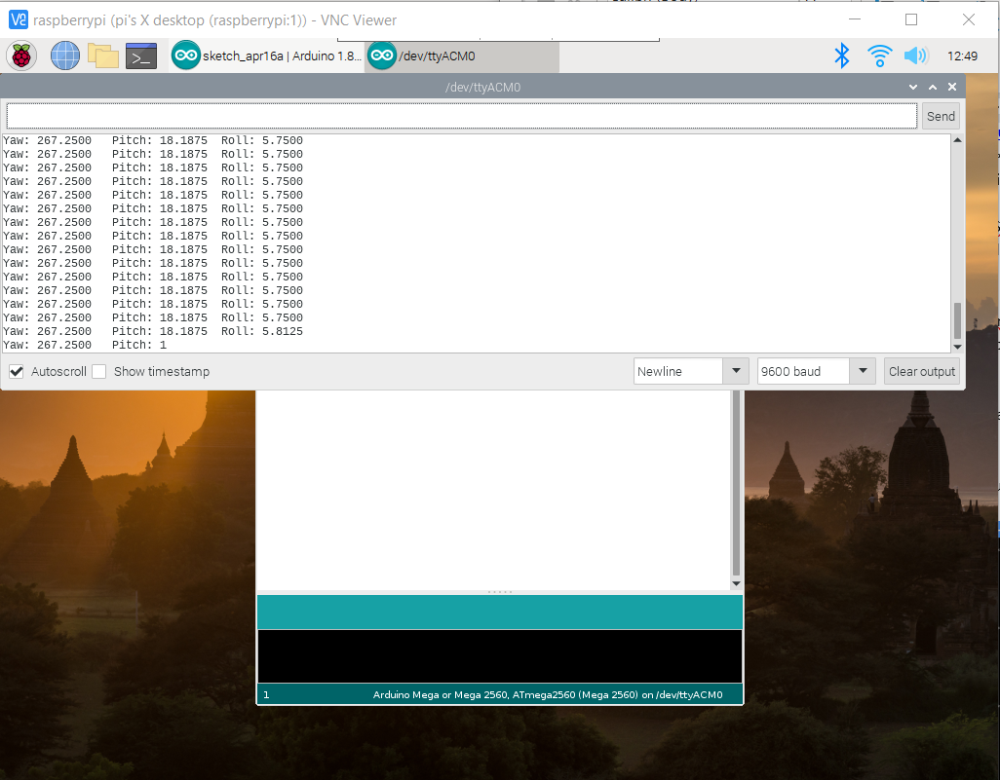 raspberrypi (pi's X desktop (raspberrypi:1)) - VNC Viewer
sketch_apr16a | Arduino 1.8...
/dev/ttyACM0
12:49
/dev/ttyACM0
Send
Yaw: 267.2500 Pitch: 18.1875 Roll: 5.7500
Yaw: 267.2500 Pitch: 18.1875 Roll: 5.7500
Yaw: 267.2500 Pitch: 18.1875 Roll: 5.7500
Yaw: 267.2500 Pitch: 18.1875 Roll: 5.7500
Yaw: 267.2500 Pitch: 18.1875 Roll: 5.7500
Yaw: 267.2500 Pitch: 18.1875 Roll: 5.7500
Yaw: 267.2500 Pitch: 18.1875 Roll: 5.7500
Yaw: 267.2500 Pitch: 18.1875 Roll: 5.7500
Yaw: 267.2500 Pitch: 18.1875 Roll: 5.7500
Yaw: 267.2500 Pitch: 18.1875 Roll: 5.7500
Yaw: 267.2500 Pitch: 18.1875 Roll: 5.7500
Yaw: 267.2500 Pitch: 18.1875 Roll: 5.7500
Yaw: 267.2500 Pitch: 18.1875 Roll: 5.7500
Yaw: 267.2500 Pitch: 18.1875 Roll: 5.7500
Yaw: 267.2500 Pitch: 18.1875 Roll: 5.8125
Yaw: 267.2500 Pitch: 1
Autoscroll
Show timestamp
Newline
9600 baud
Clear output
1
Arduino Mega or Mega 2560, ATmega2560 (Mega 2560) on /dev/ttyACM0